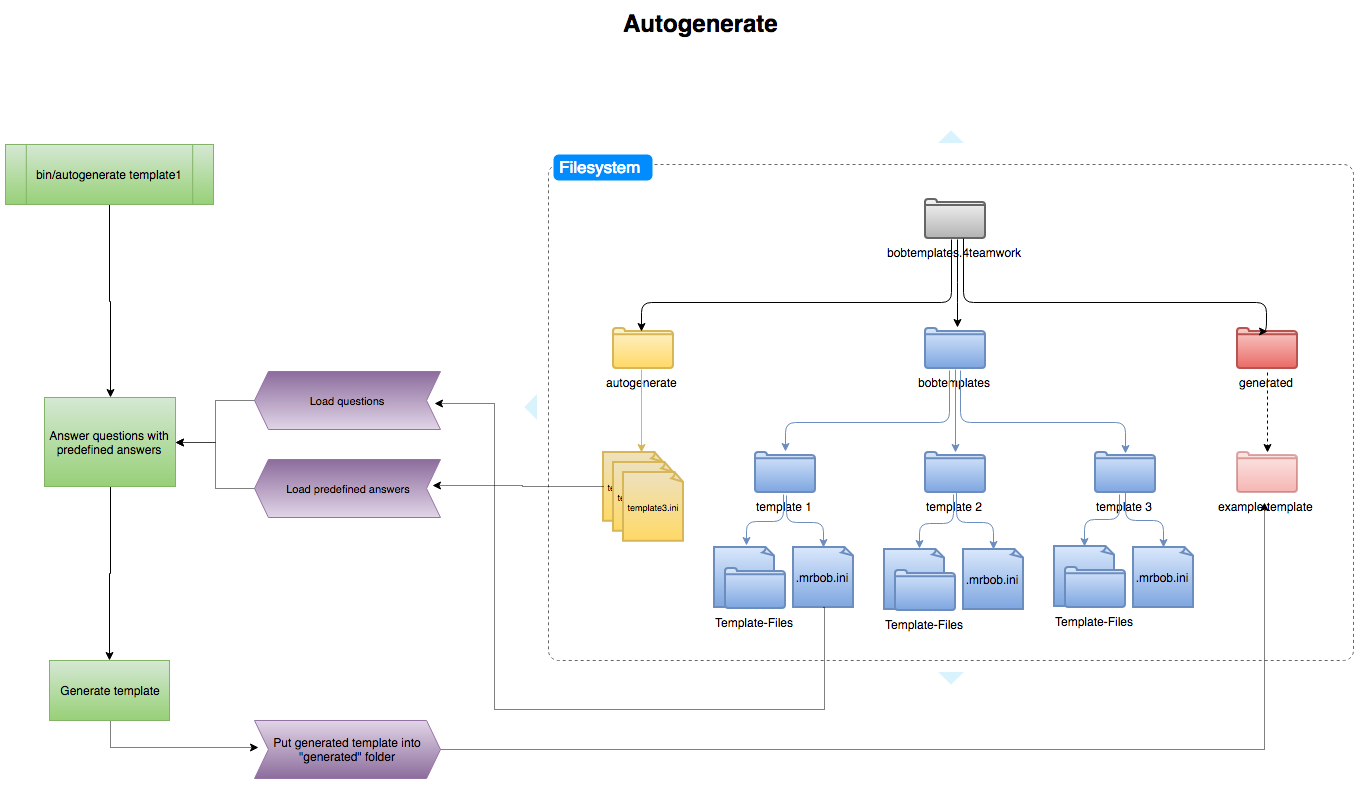 Autogenerate
Filesystem
bin/autogenerate template1
bobtemplates.4teamwork
autogenerate
bobtemplates
generated
Load questions
Answer questions with
predefined answers
Load predefined answers
te
te
template3.ini
template 1
template 2
template 3
example template
.mrbob.ini
.mrbob.ini
.mrbob.ini
Template-Files
Template-Files
Template-Files
Generate template
Put generated template into
"generated" folder